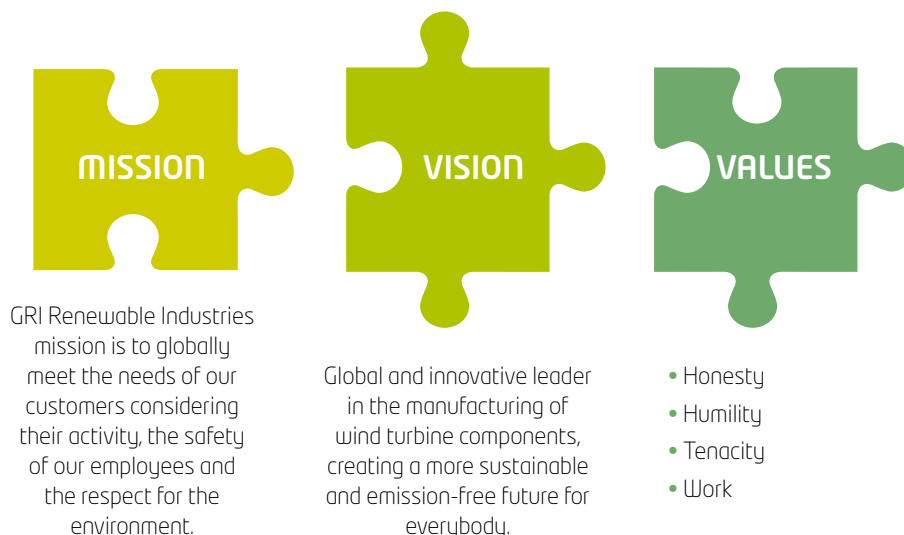 MISSION
GRI Renewable Industries
mission is to globally
meet the needs of our
customers considering
their activity, the safety
of our employees and
the respect for the
environment.
VISION
Global and innovative leader
in the manufacturing of
wind turbine components,
creating a more sustainable
and emission-free future for
everybody.
VALUES
• Honesty
• Humility
• Tenacity
• Work